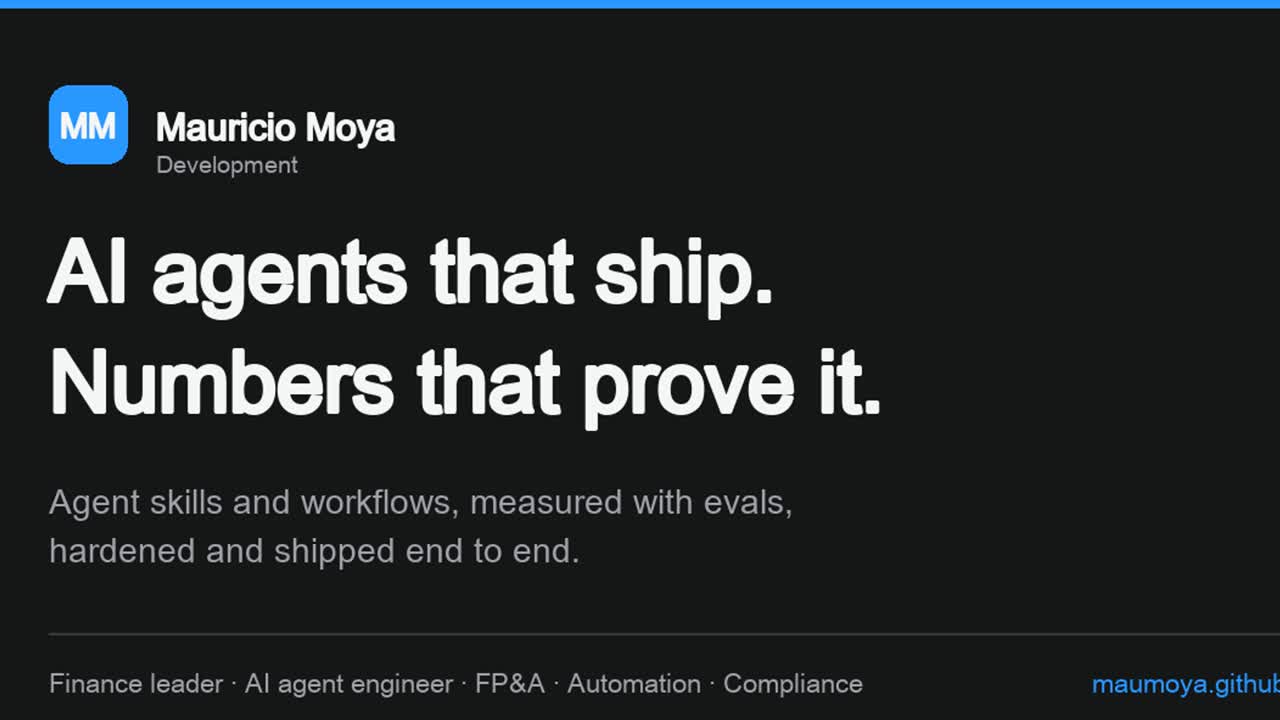 MM
Mauricio Moya
Development
AI agents that ship.
Numbers that prove it.
Agent skills and workflows, measured with evals,
hardened and shipped end to end.
Finance leader · AI agent engineer · FP&A · Automation · Compliance
maumoya.github